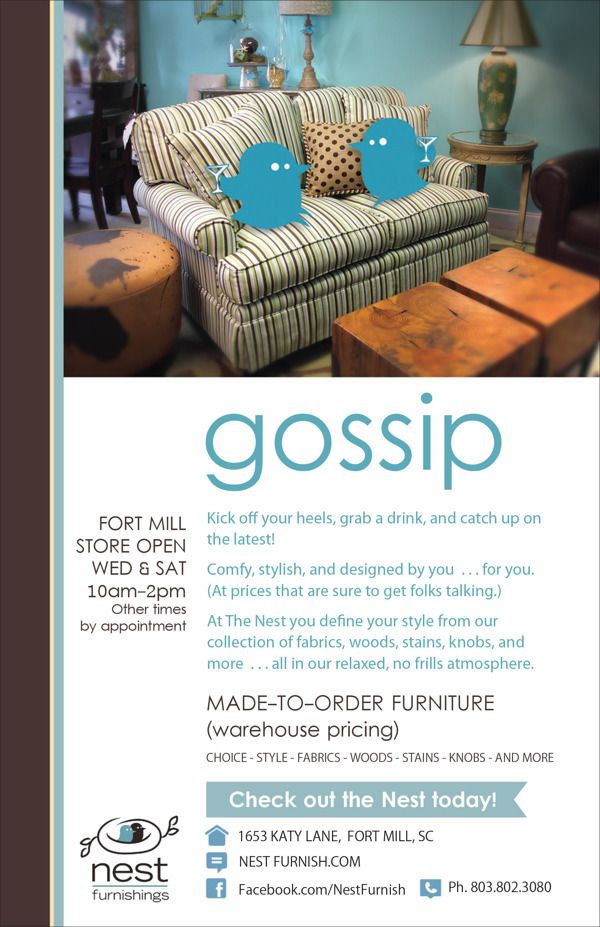 gossip
FORT MILL
STORE OPEN
WED & SAT
10am-2pm
Other times
by appointment
Kick off your heels, grab a drink, and catch up on
the latest!
Comfy, stylish, and designed by you . . . for you.
(At prices that are sure to get folks talking.)
At The Nest you define your style from our
collection of fabrics, woods, stains, knobs, and
more . . . all in our relaxed, no frills atmosphere.
MADE-TO-ORDER FURNITURE
(warehouse pricing)
CHOICE - STYLE - FABRICS - WOODS - STAINS - KNOBS - AND MORE
Check out the Nest today!
1653 KATY LANE, FORT MILL, SC
NEST FURNISH.COM
Facebook.com/NestFurnish
Ph. 803.802.3080
nest
furnishings